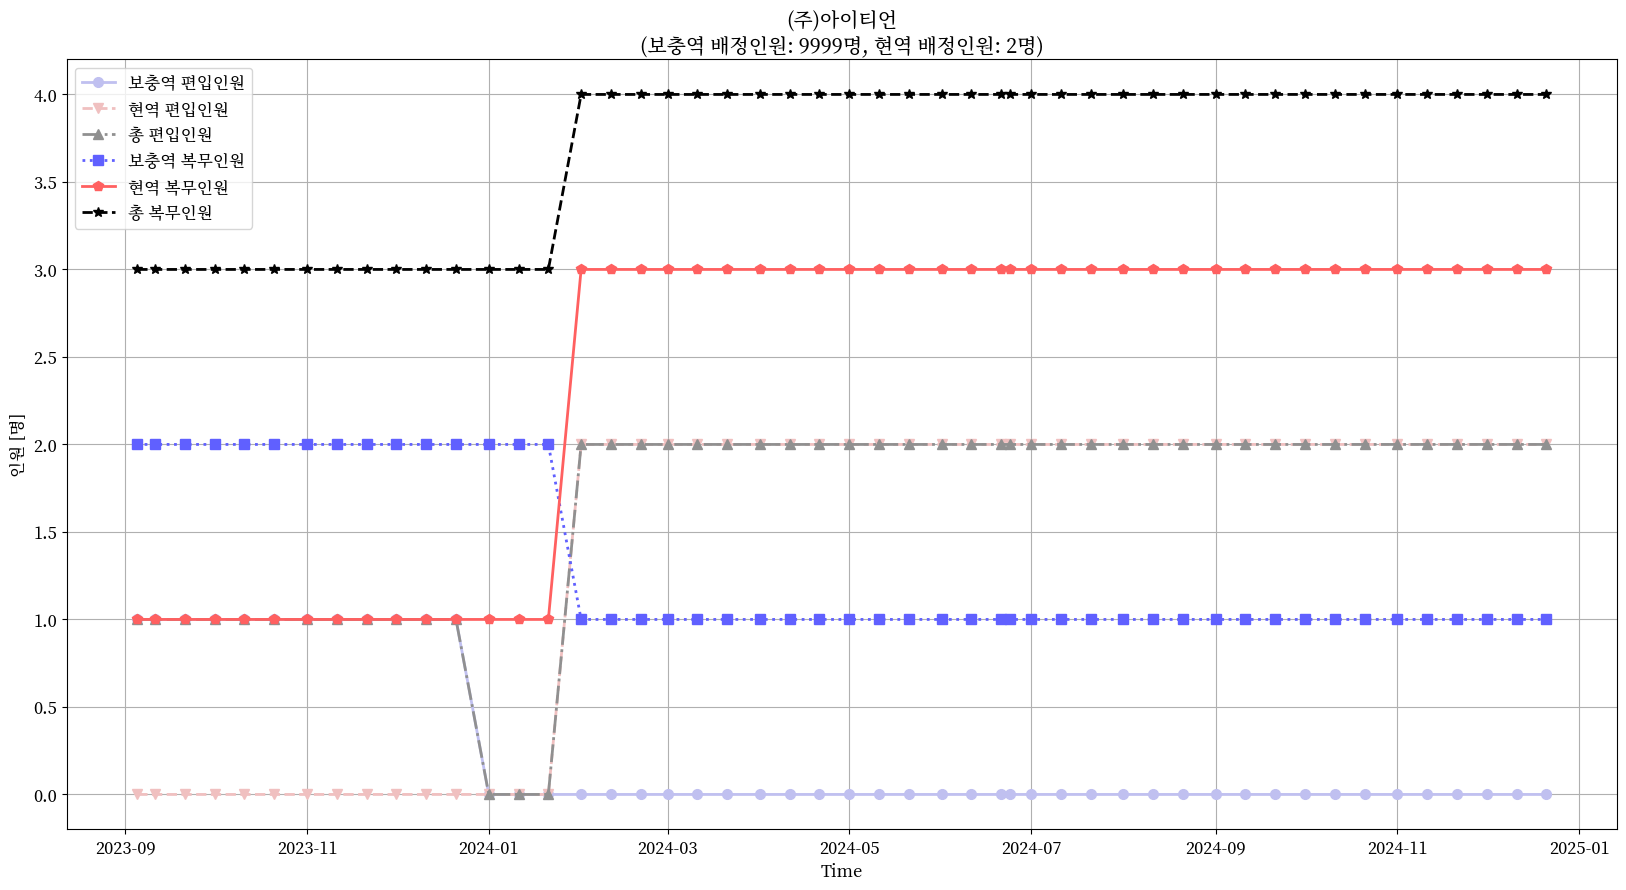 (주)아이티언
(보충역 배정인원: 9999명, 현역 배정인원: 2명)
보충역 편입인원
현역 편입인원
총 편입인원
보충역 복무인원
현역 복무인원
총 복무인원
4.0
3.5
3.0
2.5
2.0
1.5
1.0
0.5
0.0
인원 [명]
2023-09 2023-11 2024-01 2024-03 2024-05 2024-07 2024-09 2024-11 2025-01
Time